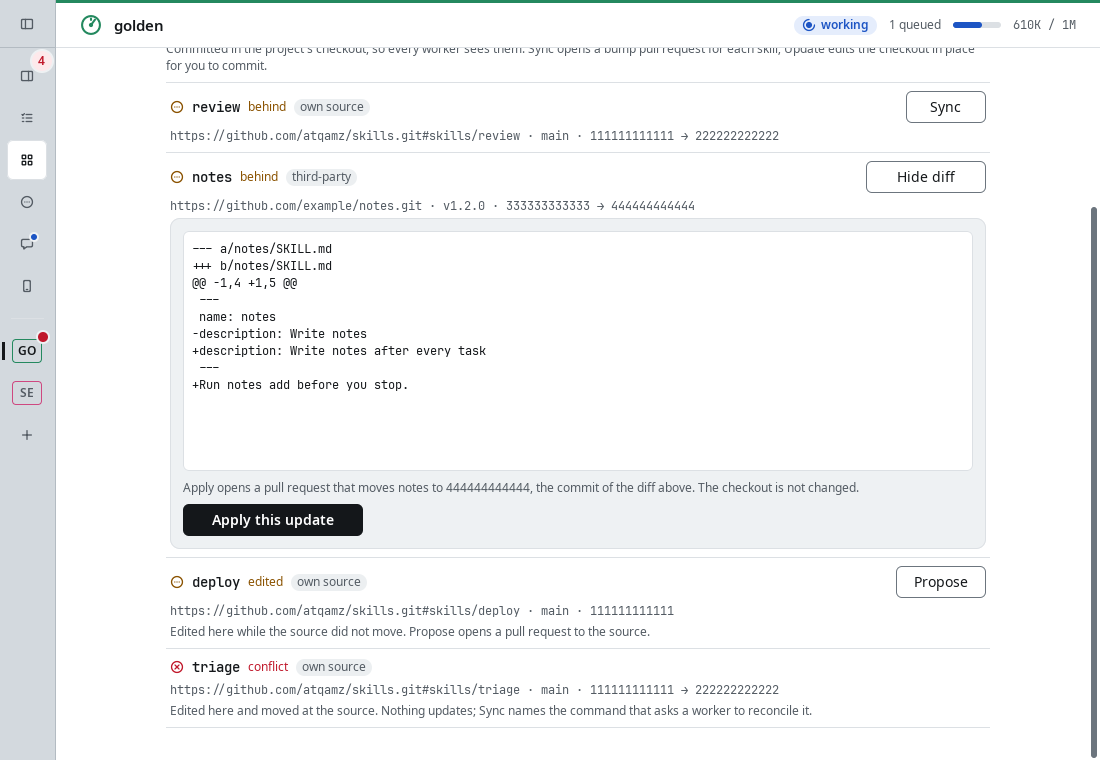 golden
working
1 queued
610K / 1M
4
Committed in the project's checkout, so every worker sees them. Sync opens a bump pull request for each skill; Update edits the checkout in place
for you to commit.
review behind own source
Sync
https://github.com/atqamz/skills.git#skills/review · main · 111111111111 → 222222222222
notes behind third-party
Hide diff
https://github.com/example/notes.git · v1.2.0 · 333333333333 → 444444444444
--- a/notes/SKILL.md
+++ b/notes/SKILL.md
@@ -1,4 +1,5 @@
---
name: notes
-description: Write notes
+description: Write notes after every task
---
+Run notes add before you stop.
Apply opens a pull request that moves notes to 444444444444, the commit of the diff above. The checkout is not changed.
Apply this update
deploy edited own source
Propose
https://github.com/atqamz/skills.git#skills/deploy · main · 111111111111
Edited here while the source did not move. Propose opens a pull request to the source.
triage conflict own source
https://github.com/atqamz/skills.git#skills/triage · main · 111111111111 → 222222222222
Edited here and moved at the source. Nothing updates; Sync names the command that asks a worker to reconcile it.
GO
SE